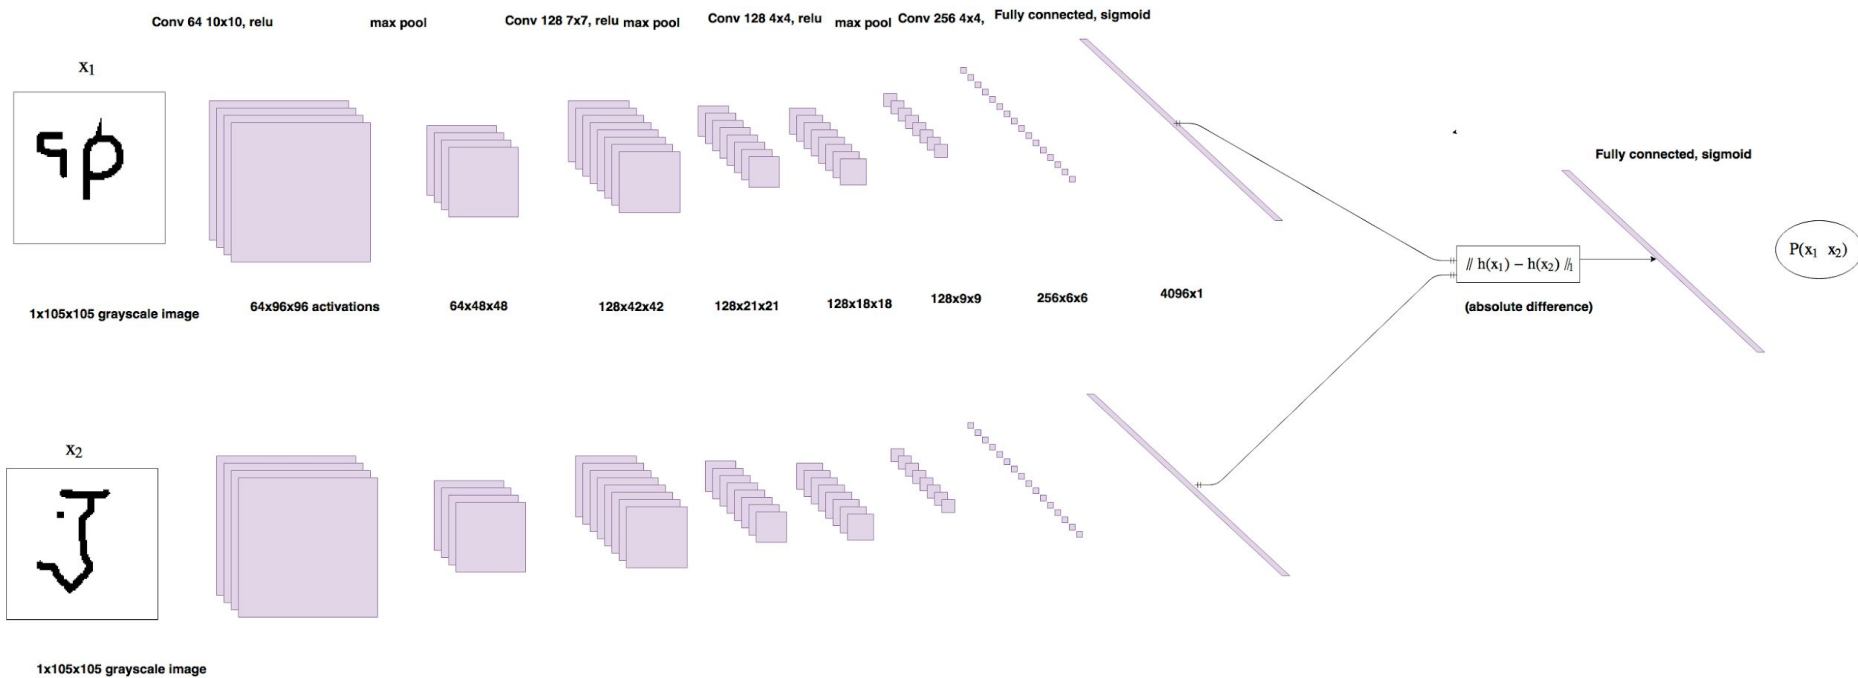 Conv 64 10x10, relu
max pool
Conv 128 7x7, relu
max pool
Conv 128 4x4, relu
max pool
Conv 256 4x4,
Fully connected, sigmoid
x₁
Fully connected, sigmoid
// h(x₁) − h(x₂) //₁
P(x₁ x₂)
1x105x105 grayscale image
64x96x96 activations
64x48x48
128x42x42
128x21x21
128x18x18
128x9x9
256x6x6
4096x1
(absolute difference)
x₂
1x105x105 grayscale image